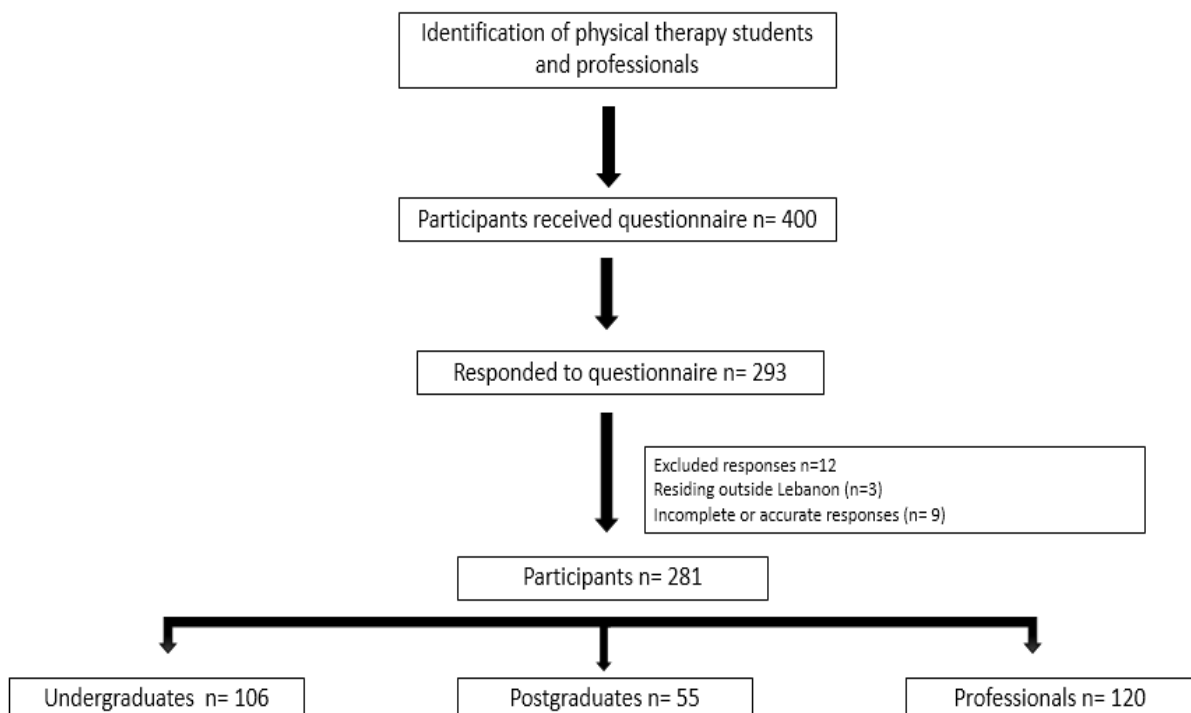 Identification of physical therapy students
and professionals
Participants received questionnaire n= 400
Responded to questionnaire n= 293
Excluded responses n=12
Residing outside Lebanon (n=3)
Incomplete or accurate responses (n= 9)
Participants n= 281
Undergraduates  n= 106
Postgraduates n= 55
Professionals n= 120